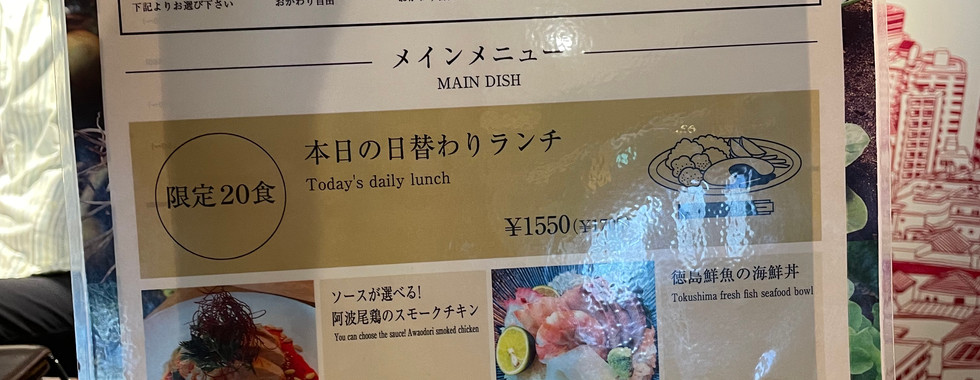 下記よりお選び下さい
おかわり自由
メインメニュー
MAIN DISH
限定20食
本日の日替わりランチ
Today's daily lunch
¥1550
ソースが選べる!
阿波尾鶏のスモークチキン
You can choose the sauce! Awaodori smoked chicken
徳島鮮魚の海鮮丼
Tokushima fresh fish seafood bowl